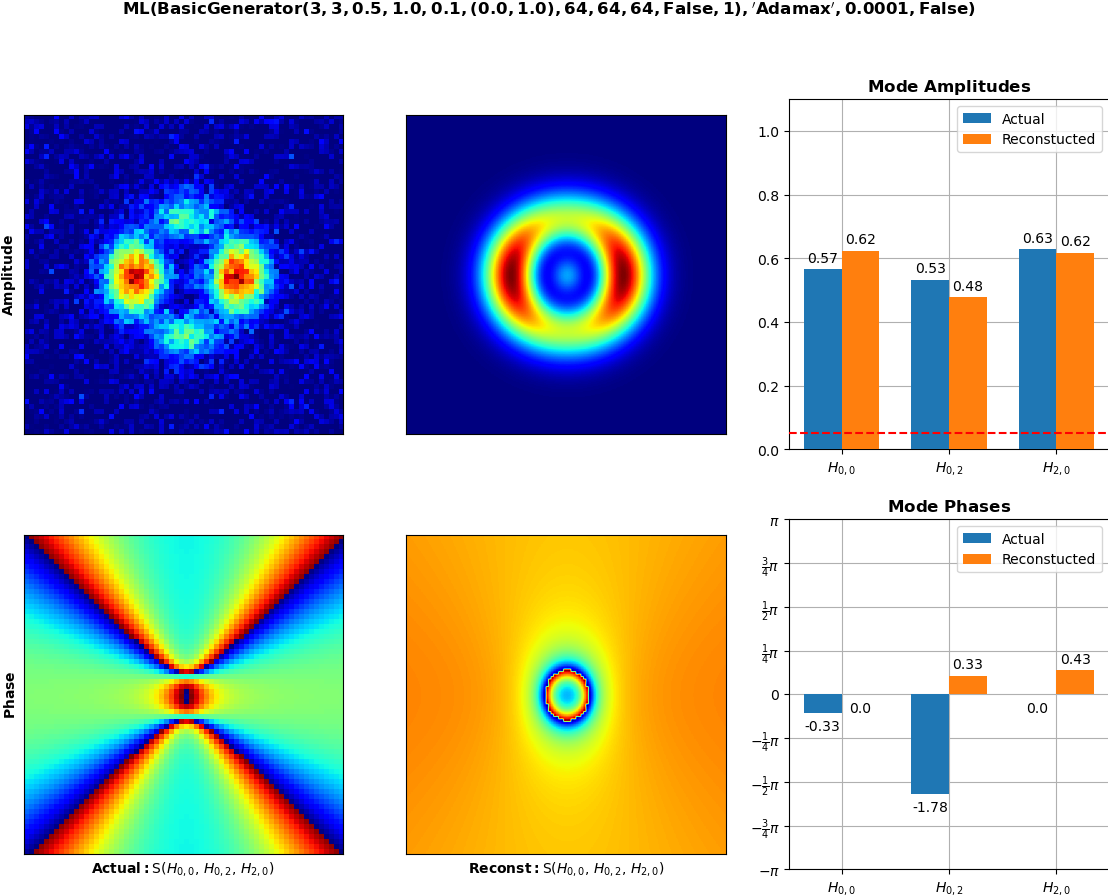 ML(BasicGenerator(3, 3, 0.5, 1.0, 0.1, (0.0, 1.0), 64, 64, 64, False, 1), ′Adamax′, 0.0001, False)
Amplitude
Mode Amplitudes
Actual
Reconstucted
1.0
0.8
0.6
0.4
0.2
0.0
0.57
0.62
0.53
0.48
0.63
0.62
H0,0
H0,2
H2,0
Phase
Actual: S(H0,0, H0,2, H2,0)
Reconst: S(H0,0, H0,2, H2,0)
Mode Phases
Actual
Reconstucted
π
3/4π
1/2π
1/4π
0
−1/4π
−1/2π
−3/4π
−π
-0.33
0.0
-1.78
0.33
0.0
0.43
H0,0
H0,2
H2,0